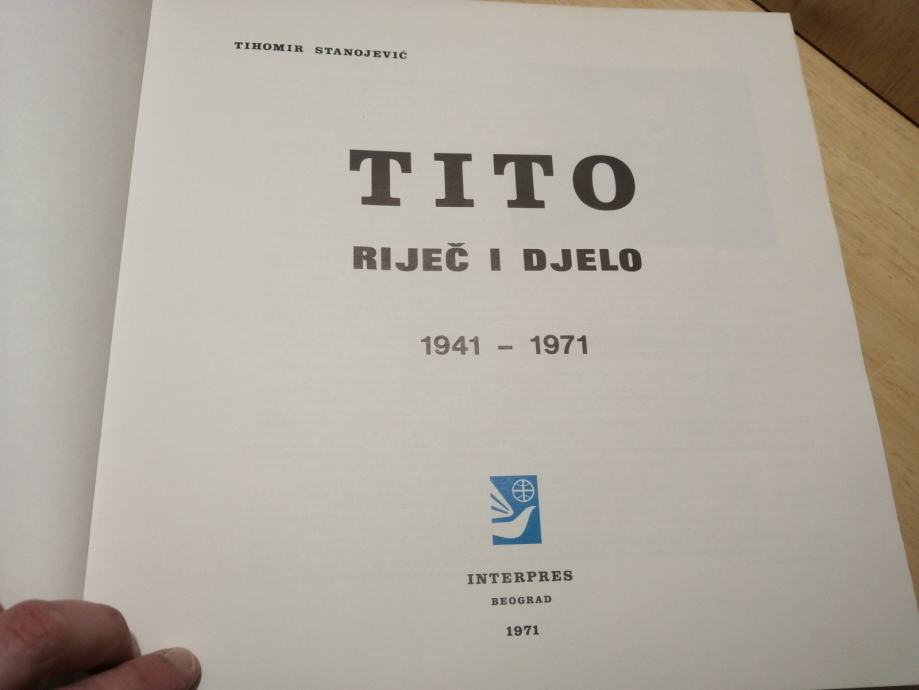 TIHOMIR STANOJEVIĆ
TITO
RIJEČ I DJELO
1941 – 1971
INTERPRES
BEOGRAD
1971